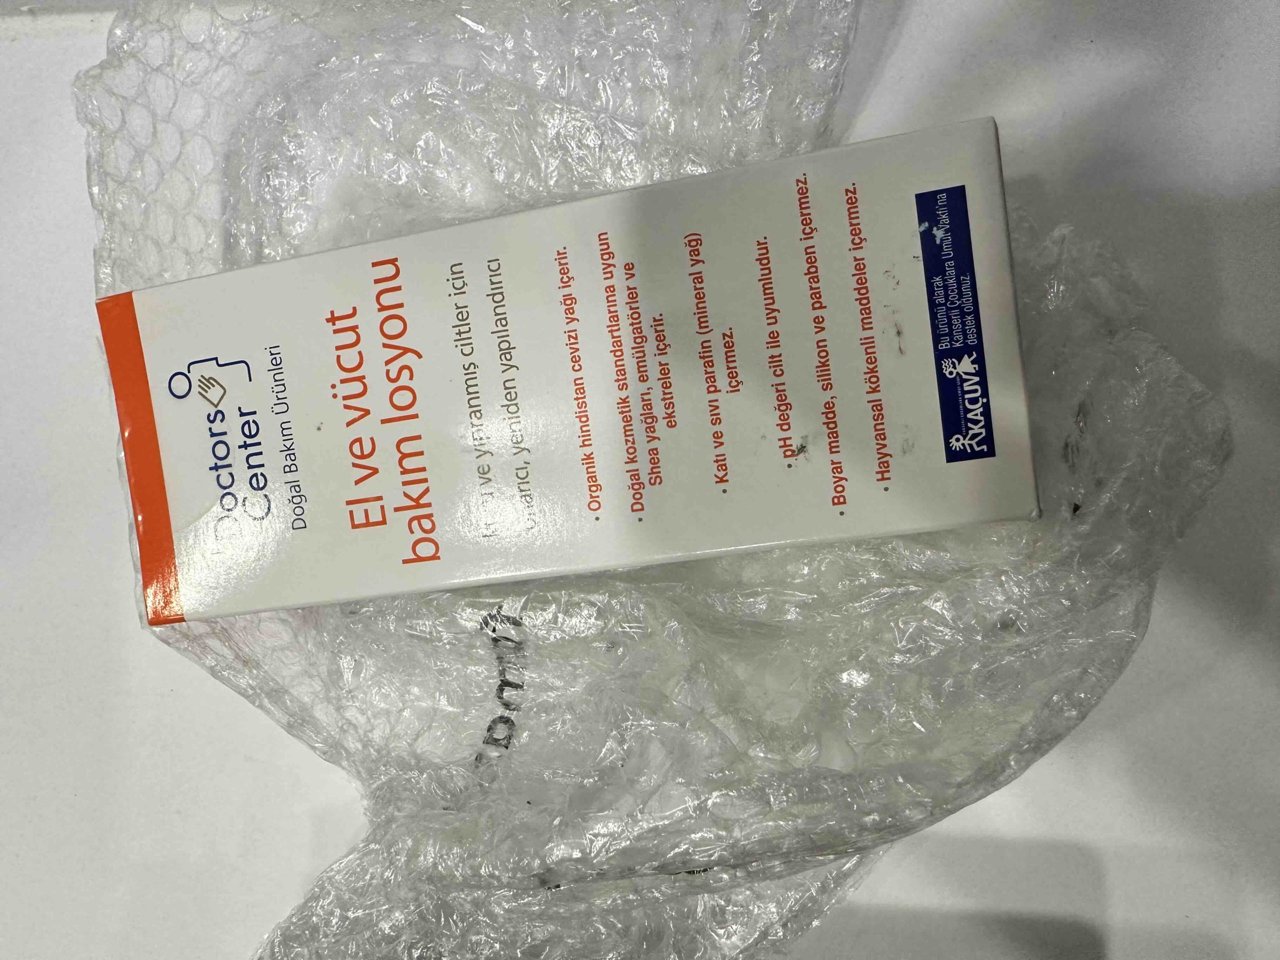 Doctors
Center
Doğal Bakım Ürünleri
El ve vücut
bakım losyonu
ve yıpranmış ciltler için
onarıcı, yeniden yapılandırıcı
• Organik hindistan cevizi yağı içerir.
• Doğal kozmetik standartlarına uygun
Shea yağları, emülgatörler ve
ekstreler içerir.
• Katı ve sıvı parafin (mineral yağ)
içermez.
• pH değeri cilt ile uyumludur.
• Boyar madde, silikon ve paraben içermez.
• Hayvansal kökenli maddeler içermez.
KAÇUV
Bu ürünü alarak
Kanserli Çocuklara Umut Vakfı'na
destek oldunuz.